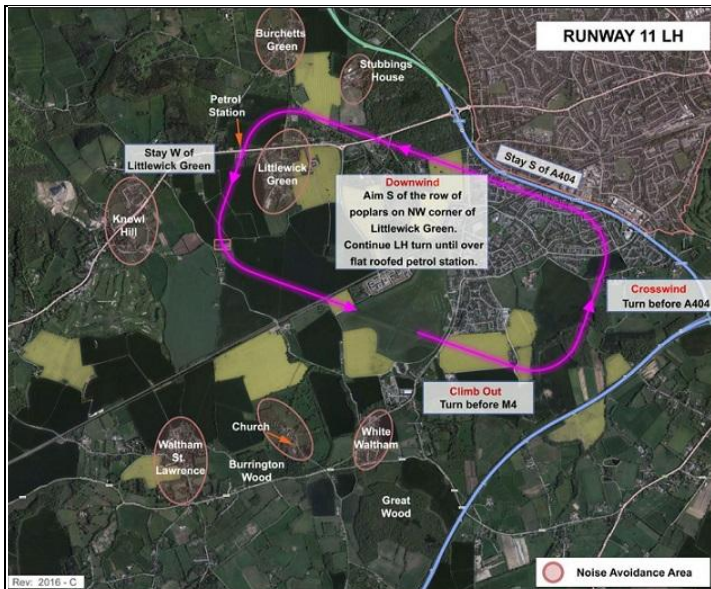 Burchetts
Green
RUNWAY 11 LH
Stubbings
House
Petrol
Station
Stay W of
Littlewick Green
Littlewick
Green
Stay S of A404
Downwind
Aim S of the row of
poplars on NW corner of
Littlewick Green.
Continue LH turn until over
flat roofed petrol station.
Knowl
Hill
Crosswind
Turn before A404
Climb Out
Turn before M4
Church
White
Waltham
Waltham
St.
Lawrence
Burrington
Wood
Great
Wood
Rev: 2016 - C
Noise Avoidance Area